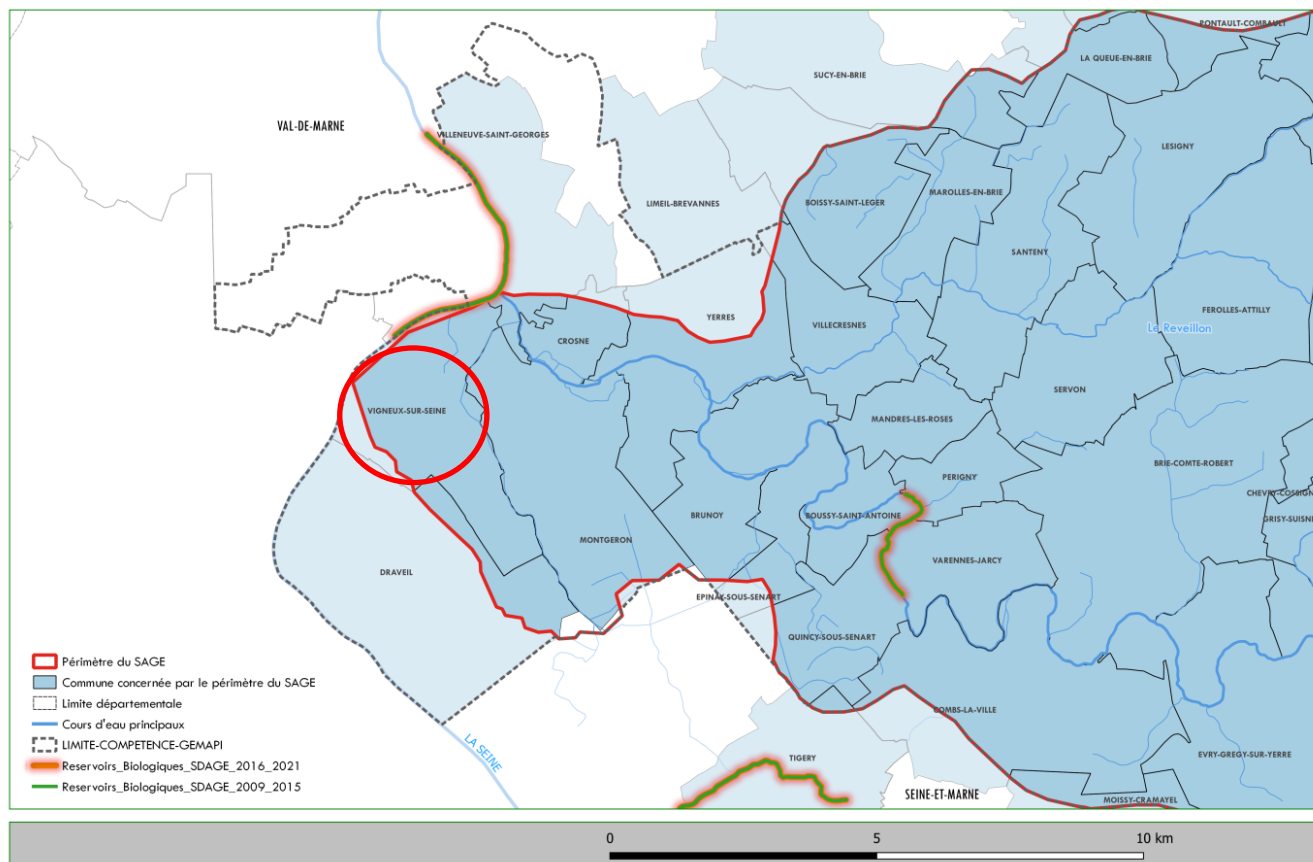 PONTAULT-COMBAULT
LA QUEUE-EN-BRIE
SUCY-EN-BRIE
VAL-DE-MARNE
VILLENEUVE-SAINT-GEORGES
LESIGNY
MAROLLES-EN-BRIE
LIMEIL-BREVANNES
BOISSY-SAINT-LEGER
SANTENY
FEROLLES-ATTILLY
YERRES
VILLECRESNES
Le Reveillon
CROSNE
SERVON
VIGNEUX-SUR-SEINE
MANDRES-LES-ROSES
BRIE-COMTE-ROBERT
PERIGNY
CHEVRY-COSSIGN
BRUNOY
BOUSSY-SAINT-ANTOINE
GRISY-SUISNE
MONTGERON
VARENNES-JARCY
DRAVEIL
EPINAY-SOUS-SENART
QUINCY-SOUS-SENART
COMBS-LA-VILLE
LA SEINE
TIGERY
EVRY-GREGY-SUR-YERRE
SEINE-ET-MARNE
MOISSY-CRAMAYEL
Périmètre du SAGE
Commune concernée par le périmètre du SAGE
Limite départementale
Cours d'eau principaux
LIMITE-COMPETENCE-GEMAPI
Reservoirs_Biologiques_SDAGE_2016_2021
Reservoirs_Biologiques_SDAGE_2009_2015
0 5 10 km